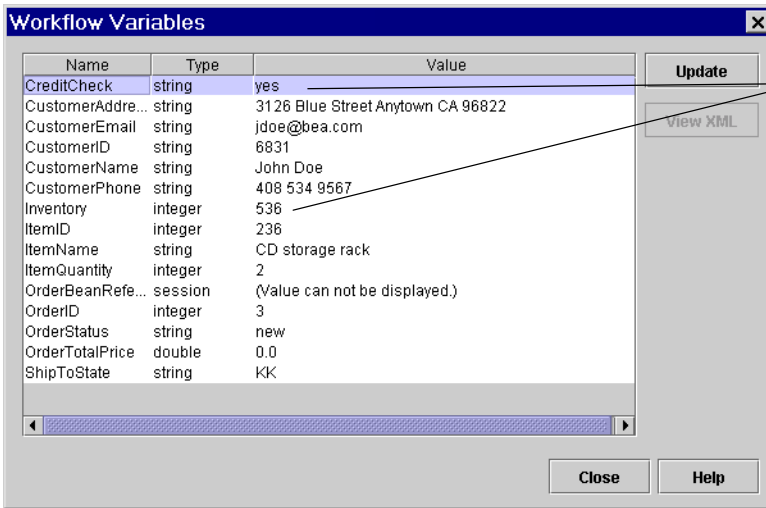 Workflow Variables
Name Type Value
CreditCheck string yes
CustomerAddre... string 3126 Blue Street Anytown CA 96822
CustomerEmail string jdoe@bea.com
CustomerID string 6831
CustomerName string John Doe
CustomerPhone string 408 534 9567
Inventory integer 536
ItemID integer 236
ItemName string CD storage rack
ItemQuantity integer 2
OrderBeanRefe... session (Value can not be displayed.)
OrderID integer 3
OrderStatus string new
OrderTotalPrice double 0.0
ShipToState string KK
Update
View XML
Close Help